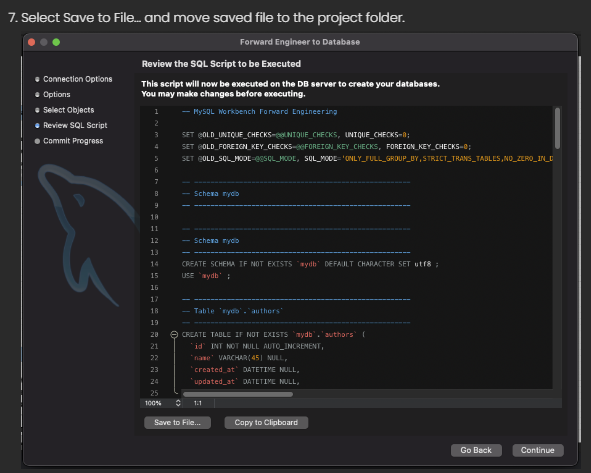 7. Select Save to File... and move saved file to the project folder.
Forward Engineer to Database
Connection Options
Options
Select Objects
Review SQL Script
Commit Progress
Review the SQL Script to be Executed
This script will now be executed on the DB server to create your databases.
You may make changes before executing.
1 -- MySQL Workbench Forward Engineering
2
3 SET @OLD_UNIQUE_CHECKS=@@UNIQUE_CHECKS, UNIQUE_CHECKS=0;
4 SET @OLD_FOREIGN_KEY_CHECKS=@@FOREIGN_KEY_CHECKS, FOREIGN_KEY_CHECKS=0;
5 SET @OLD_SQL_MODE=@@SQL_MODE, SQL_MODE='ONLY_FULL_GROUP_BY,STRICT_TRANS_TABLES,NO_ZERO_IN_D
6
7 -- -----------------------------------------------------
8 -- Schema mydb
9 -- -----------------------------------------------------
10
11 -- -----------------------------------------------------
12 -- Schema mydb
13 -- -----------------------------------------------------
14 CREATE SCHEMA IF NOT EXISTS `mydb` DEFAULT CHARACTER SET utf8 ;
15 USE `mydb` ;
16
17 -- -----------------------------------------------------
18 -- Table `mydb`.`authors`
19 -- -----------------------------------------------------
20 CREATE TABLE IF NOT EXISTS `mydb`.`authors` (
21 `id` INT NOT NULL AUTO_INCREMENT,
22 `name` VARCHAR(45) NULL,
23 `created_at` DATETIME NULL,
24 `updated_at` DATETIME NULL,
25
100% 1:1
Save to File...
Copy to Clipboard
Go Back
Continue